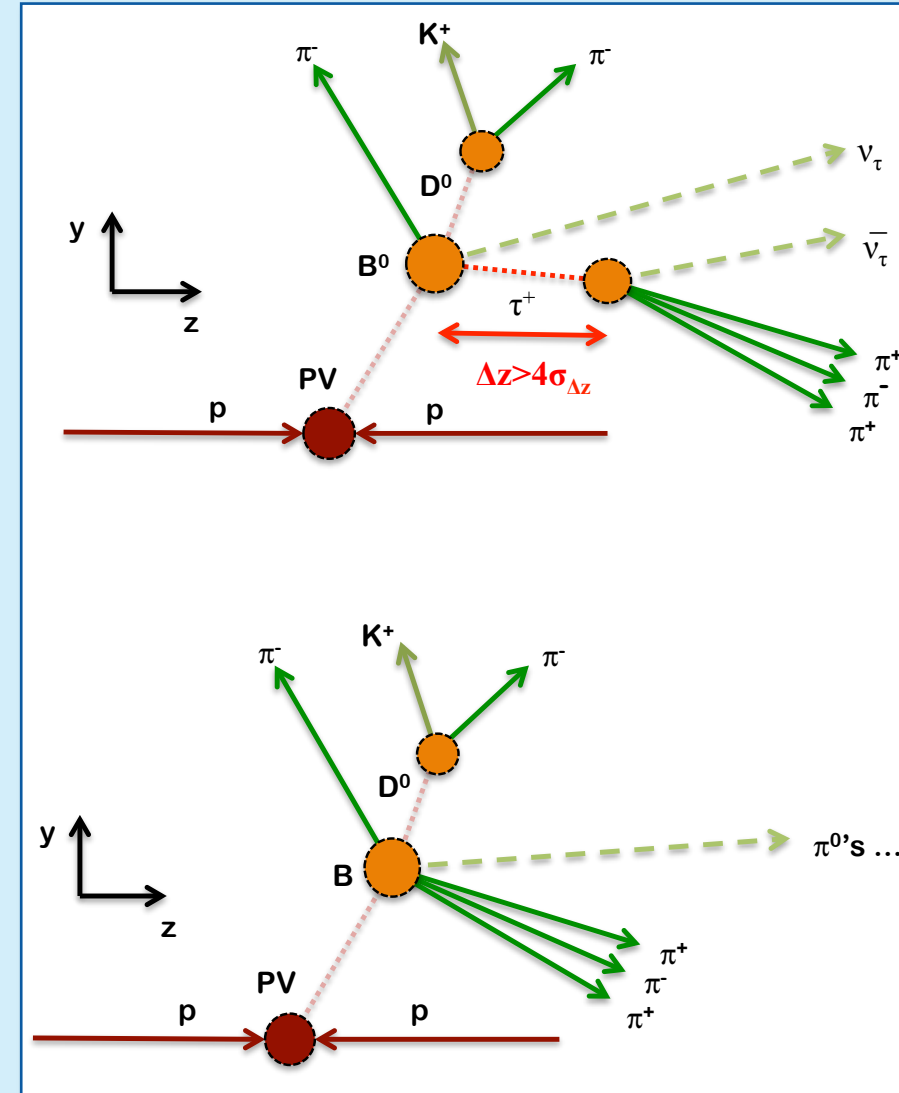 K⁺
π⁻
π⁻
ν_τ
D⁰
y
B⁰
ν̅_τ
z
τ⁺
π⁺
PV
Δz>4σ_Δz
π⁻
p
p
π⁺
K⁺
π⁻
π⁻
D⁰
y
B
π⁰'s ...
z
π⁺
PV
π⁻
p
p
π⁺